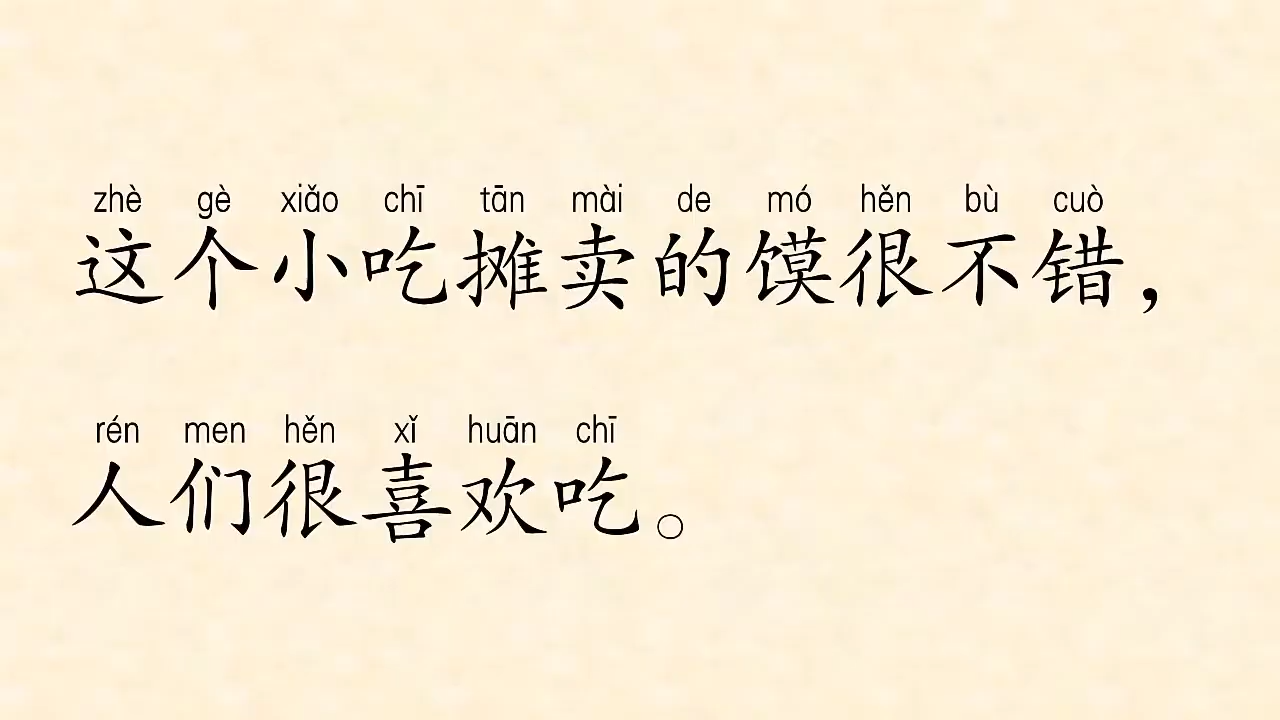 zhè gè xiǎo chī tān mài de mó hěn bù cuò
这个小吃摊卖的馍很不错，
rén men hěn xǐ huān chī
人们很喜欢吃。